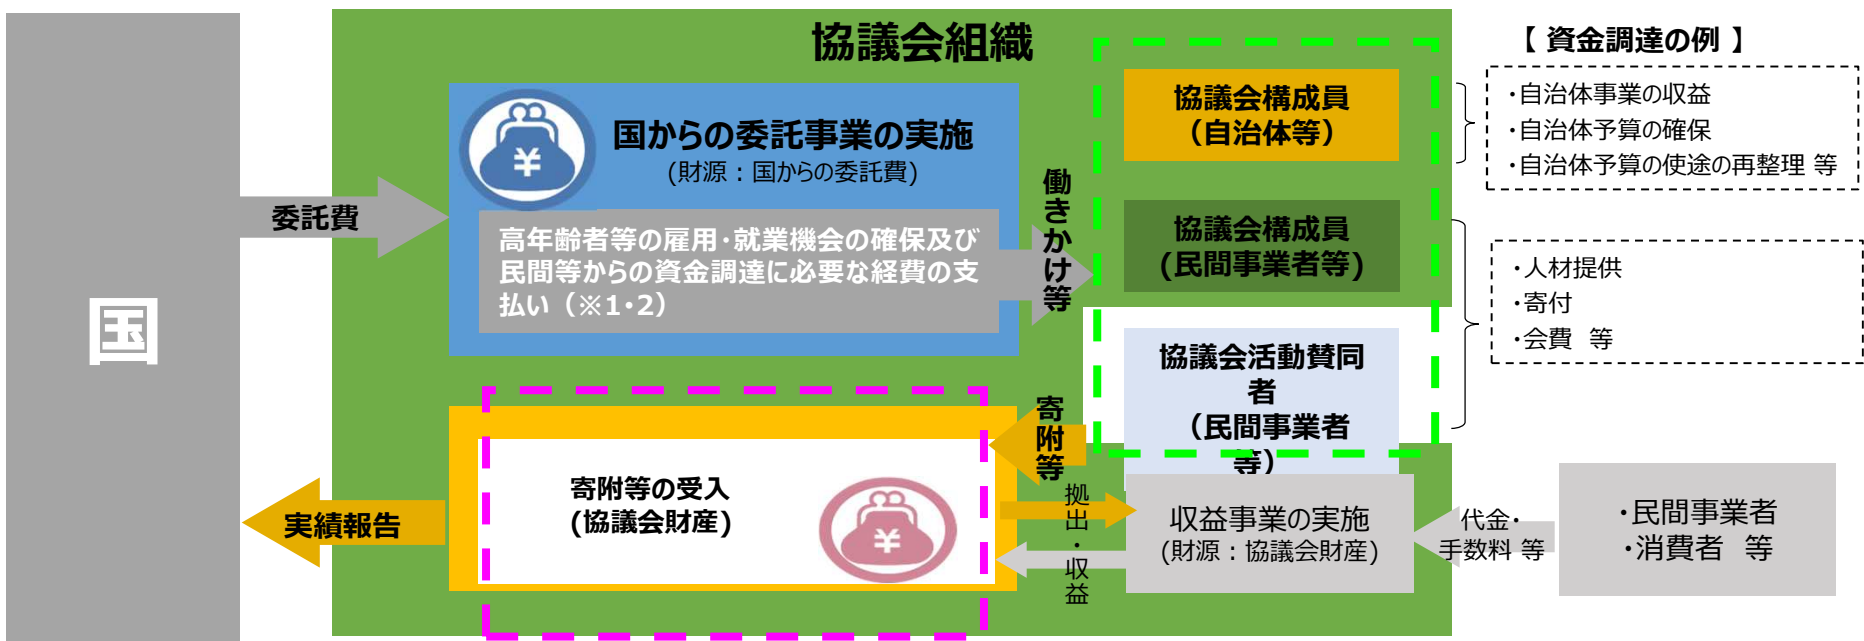 国
委託費
協議会組織
国からの委託事業の実施
(財源：国からの委託費)
¥
高年齢者等の雇用・就業機会の確保及び
民間等からの資金調達に必要な経費の支
払い（※1・2）
働きかけ等
協議会構成員
（自治体等）
協議会構成員
(民間事業者等)
協議会活動賛同
者
（民間事業者
等）
【 資金調達の例 】
・自治体事業の収益
・自治体予算の確保
・自治体予算の使途の再整理 等
・人材提供
・寄付
・会費 等
寄附等
寄附等の受入
(協議会財産)
¥
実績報告
拠出・収益
収益事業の実施
(財源：協議会財産)
代金・
手数料 等
・民間事業者
・消費者 等